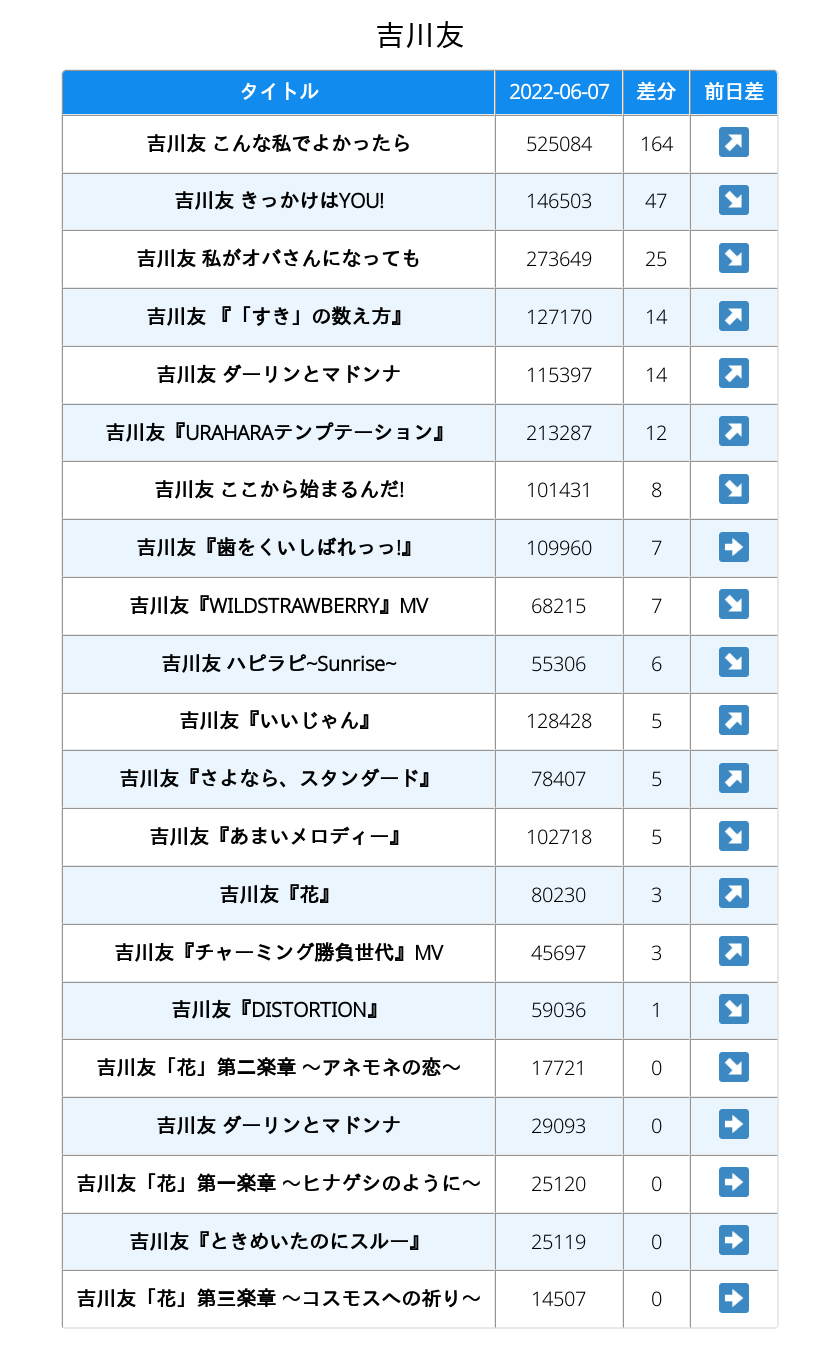 吉川友
タイトル 2022-06-07 差分 前日差
吉川友 こんな私でよかったら 525084 164
吉川友 きっかけはYOU! 146503 47
吉川友 私がオバさんになっても 273649 25
吉川友 『「すき」の数え方』 127170 14
吉川友 ダーリンとマドンナ 115397 14
吉川友『URAHARAテンプテーション』 213287 12
吉川友 ここから始まるんだ! 101431 8
吉川友『歯をくいしばれっっ!』 109960 7
吉川友『WILDSTRAWBERRY』MV 68215 7
吉川友 ハピラピ~Sunrise~ 55306 6
吉川友『いいじゃん』 128428 5
吉川友『さよなら、スタンダード』 78407 5
吉川友『あまいメロディー』 102718 5
吉川友『花』 80230 3
吉川友『チャーミング勝負世代』MV 45697 3
吉川友『DISTORTION』 59036 1
吉川友「花」第二楽章 〜アネモネの恋〜 17721 0
吉川友 ダーリンとマドンナ 29093 0
吉川友「花」第一楽章 〜ヒナゲシのように〜 25120 0
吉川友『ときめいたのにスルー』 25119 0
吉川友「花」第三楽章 〜コスモスへの祈り〜 14507 0